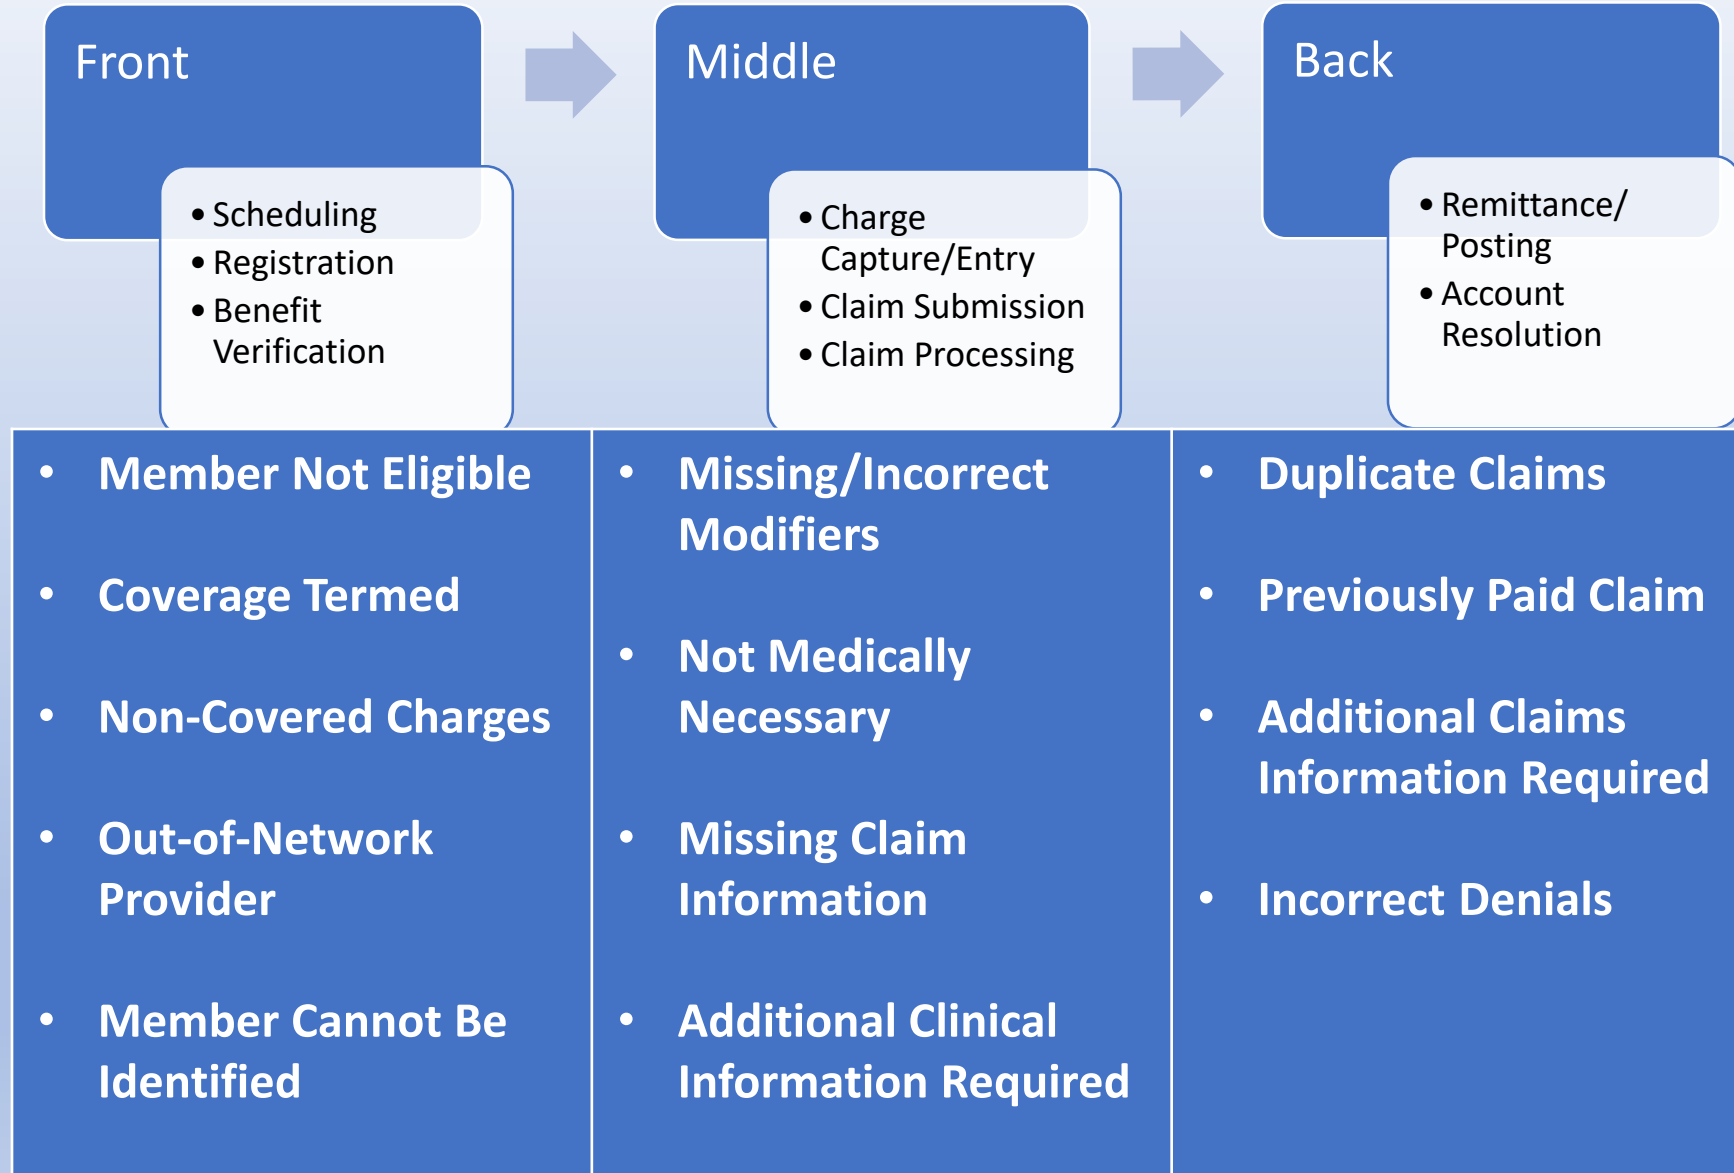 Front
• Scheduling
• Registration
• Benefit
Verification
Middle
• Charge
Capture/Entry
• Claim Submission
• Claim Processing
Back
• Remittance/
Posting
• Account
Resolution
• Member Not Eligible
• Coverage Termed
• Non-Covered Charges
• Out-of-Network
Provider
• Member Cannot Be
Identified
• Missing/Incorrect
Modifiers
• Not Medically
Necessary
• Missing Claim
Information
• Additional Clinical
Information Required
• Duplicate Claims
• Previously Paid Claim
• Additional Claims
Information Required
• Incorrect Denials